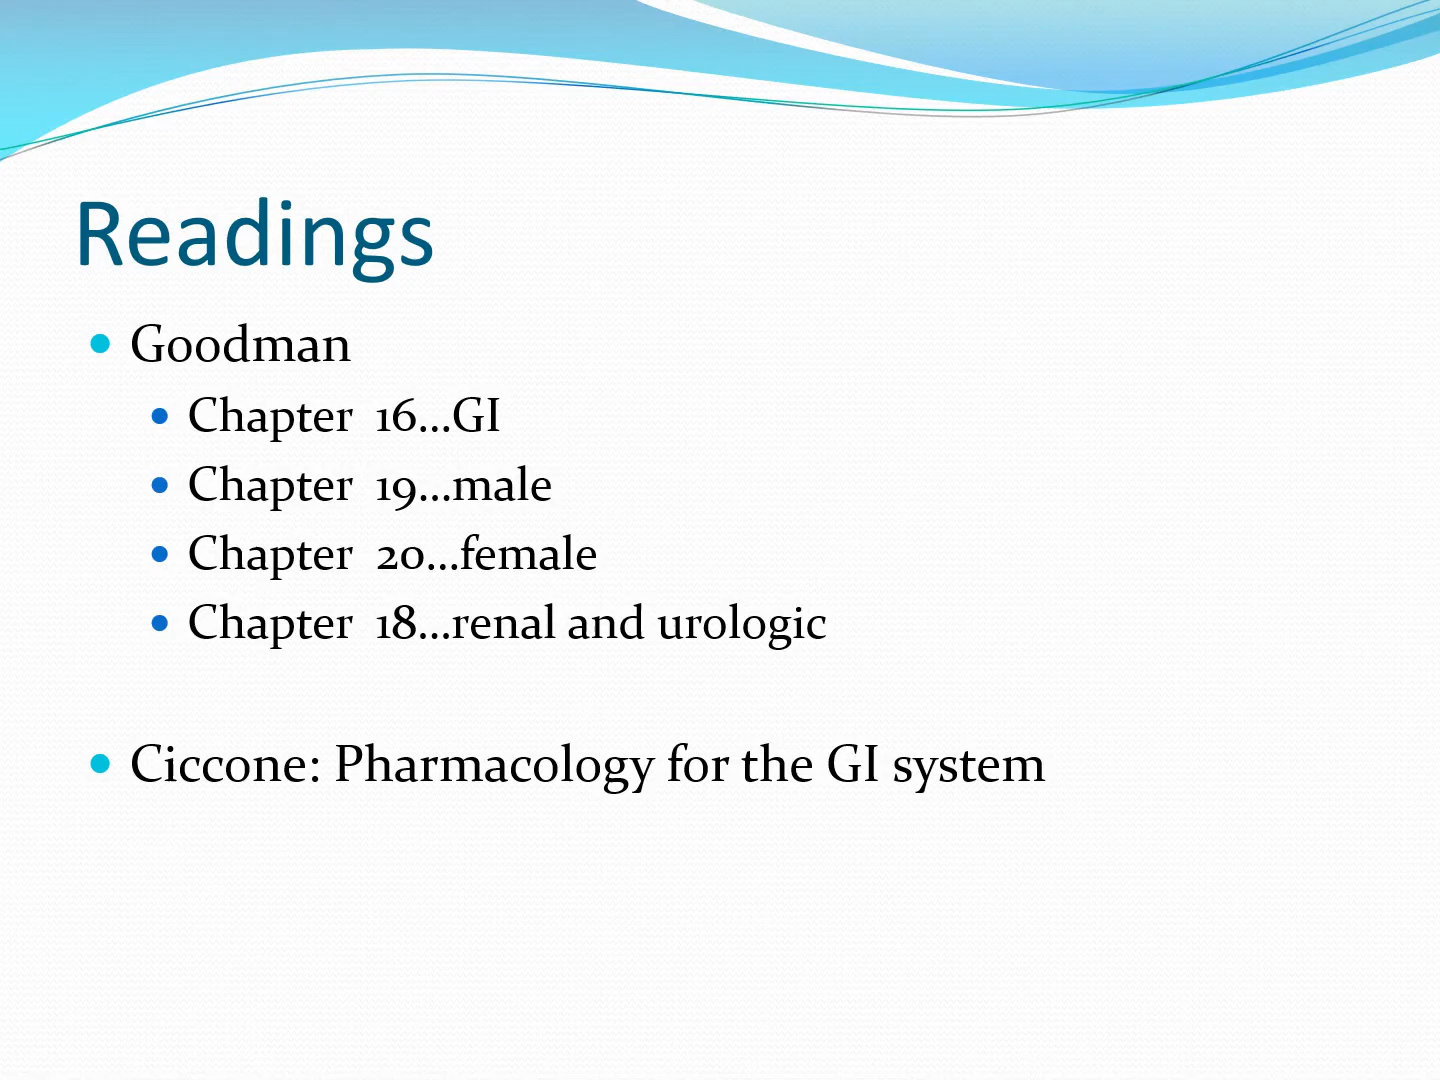 Readings
Goodman
Chapter 16...GI
Chapter 19...male
Chapter 20...female
Chapter 18...renal and urologic
Ciccone: Pharmacology for the GI system